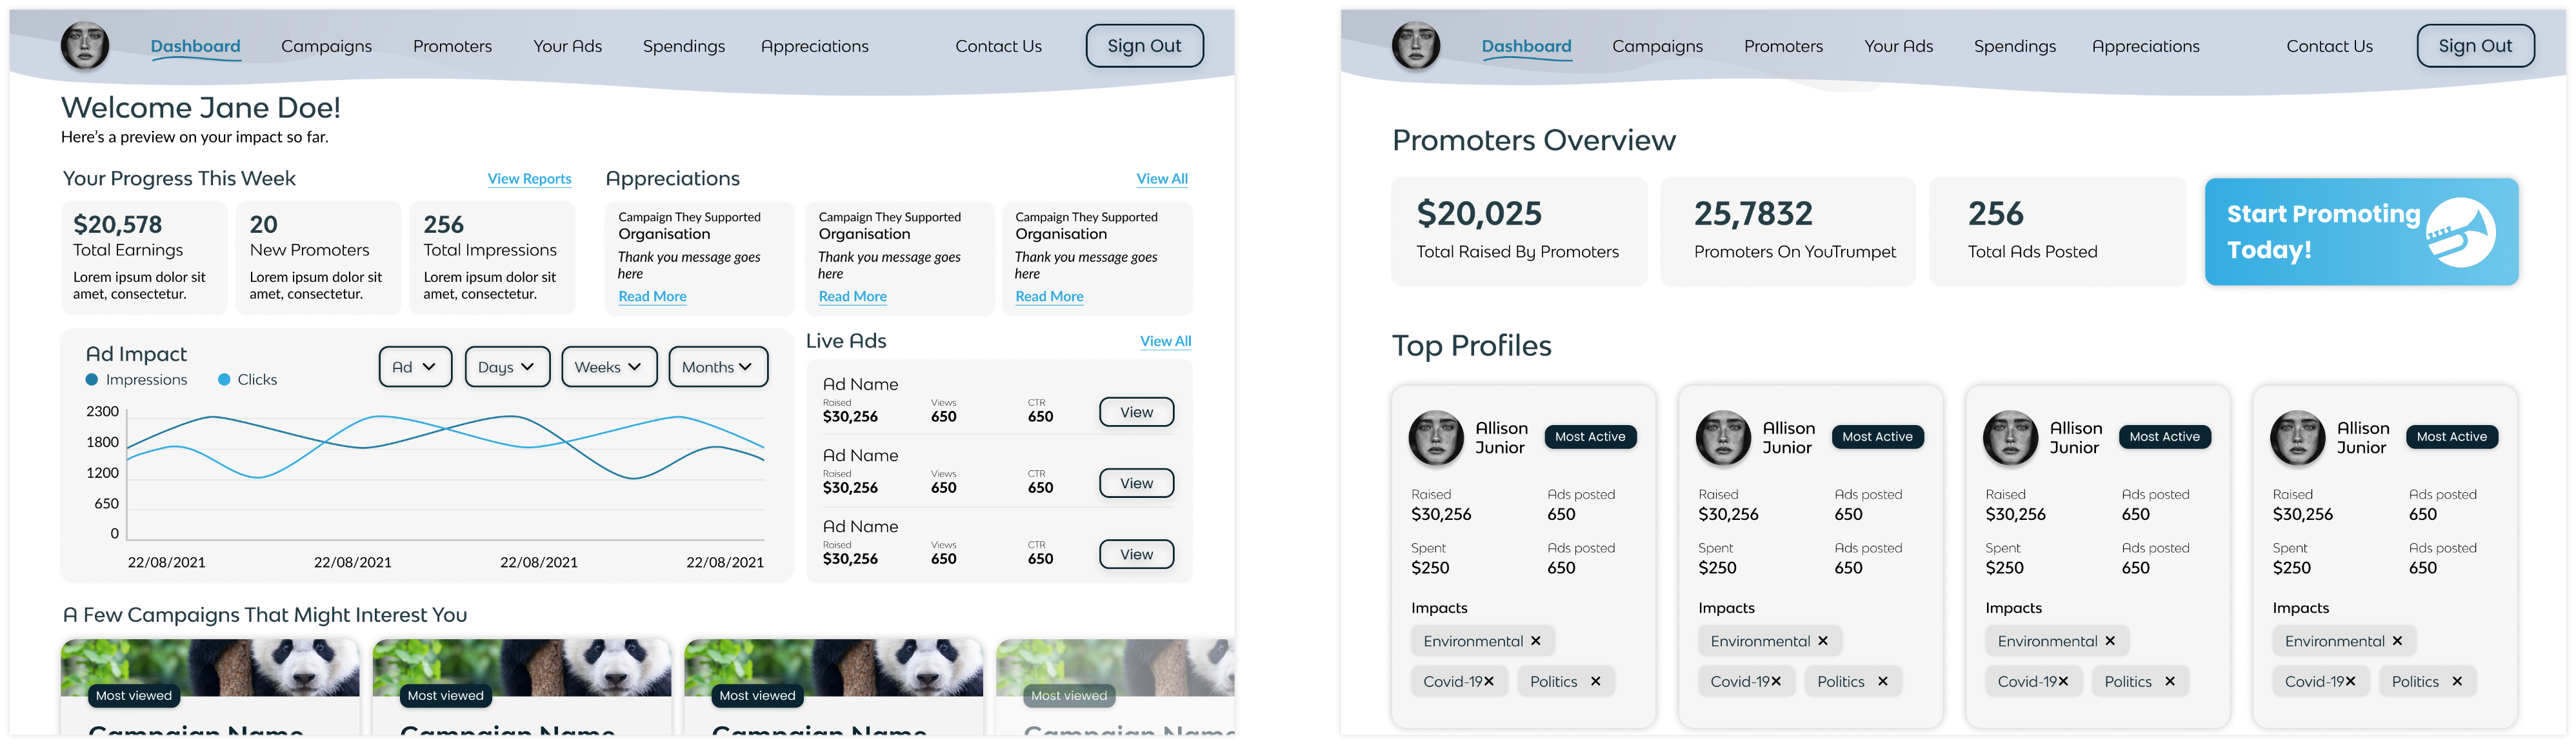 Dashboard
Campaigns
Promoters
Your Ads
Spendings
Appreciations
Contact Us
Sign Out
Welcome Jane Doe!
Here's a preview on your impact so far.
Your Progress This Week
View Reports
$20,578
Total Earnings
Lorem ipsum dolor sit
amet, consectetur.
20
New Promoters
Lorem ipsum dolor sit
amet, consectetur.
256
Total Impressions
Lorem ipsum dolor sit
amet, consectetur.
Appreciations
View All
Campaign They Supported
Organisation
Thank you message goes
here
Read More
Campaign They Supported
Organisation
Thank you message goes
here
Read More
Campaign They Supported
Organisation
Thank you message goes
here
Read More
Ad Impact
Impressions
Clicks
Ad
Days
Weeks
Months
2300
1800
1200
650
0
22/08/2021
22/08/2021
22/08/2021
22/08/2021
Live Ads
View All
Ad Name
Raised
$30,256
Views
650
CTR
650
View
Ad Name
Raised
$30,256
Views
650
CTR
650
View
Ad Name
Raised
$30,256
Views
650
CTR
650
View
A Few Campaigns That Might Interest You
Most viewed
Campaign Name
Most viewed
Campaign Name
Most viewed
Campaign Name
Most viewed
Campaign Name
Dashboard
Campaigns
Promoters
Your Ads
Spendings
Appreciations
Contact Us
Sign Out
Promoters Overview
$20,025
Total Raised By Promoters
25,7832
Promoters On YouTrumpet
256
Total Ads Posted
Start Promoting
Today!
Top Profiles
Allison
Junior
Most Active
Raised
$30,256
Ads posted
650
Spent
$250
Ads posted
650
Impacts
Environmental
Covid-19
Politics
Allison
Junior
Most Active
Raised
$30,256
Ads posted
650
Spent
$250
Ads posted
650
Impacts
Environmental
Covid-19
Politics
Allison
Junior
Most Active
Raised
$30,256
Ads posted
650
Spent
$250
Ads posted
650
Impacts
Environmental
Covid-19
Politics
Allison
Junior
Most Active
Raised
$30,256
Ads posted
650
Spent
$250
Ads posted
650
Impacts
Environmental
Covid-19
Politics